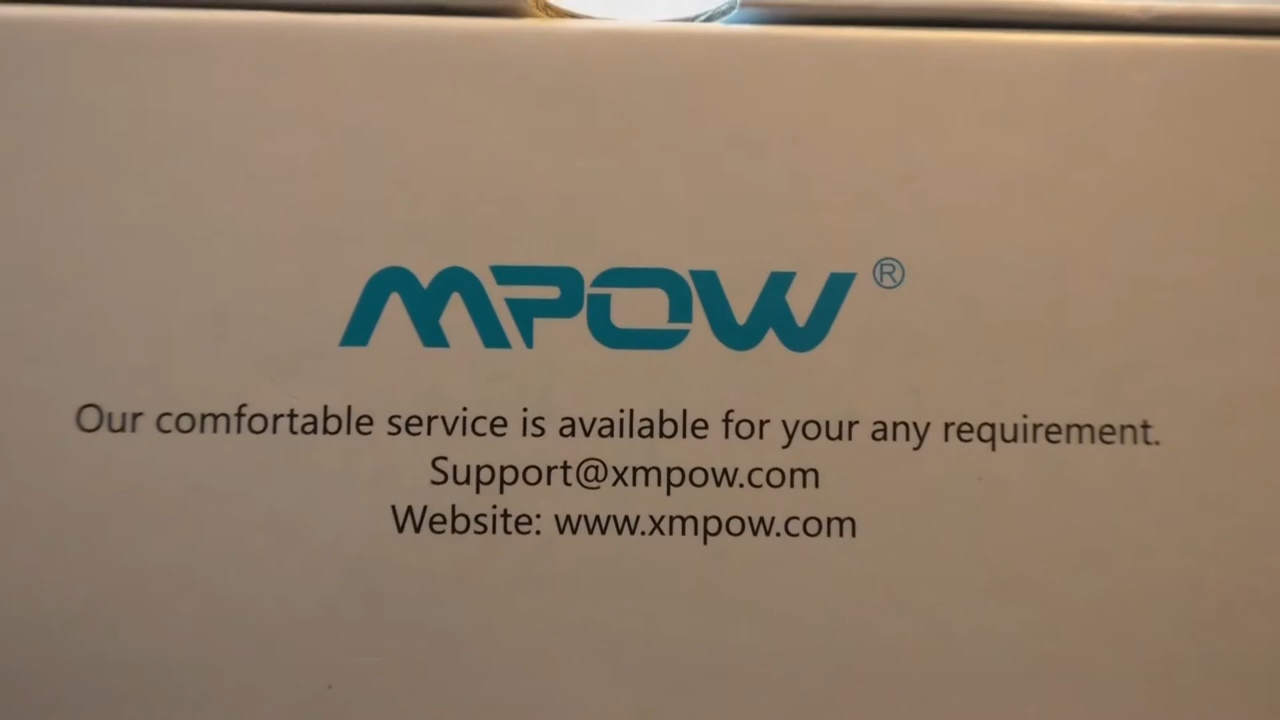 MPOW®
Our comfortable service is available for your any requirement.
Support@xmpow.com
Website: www.xmpow.com